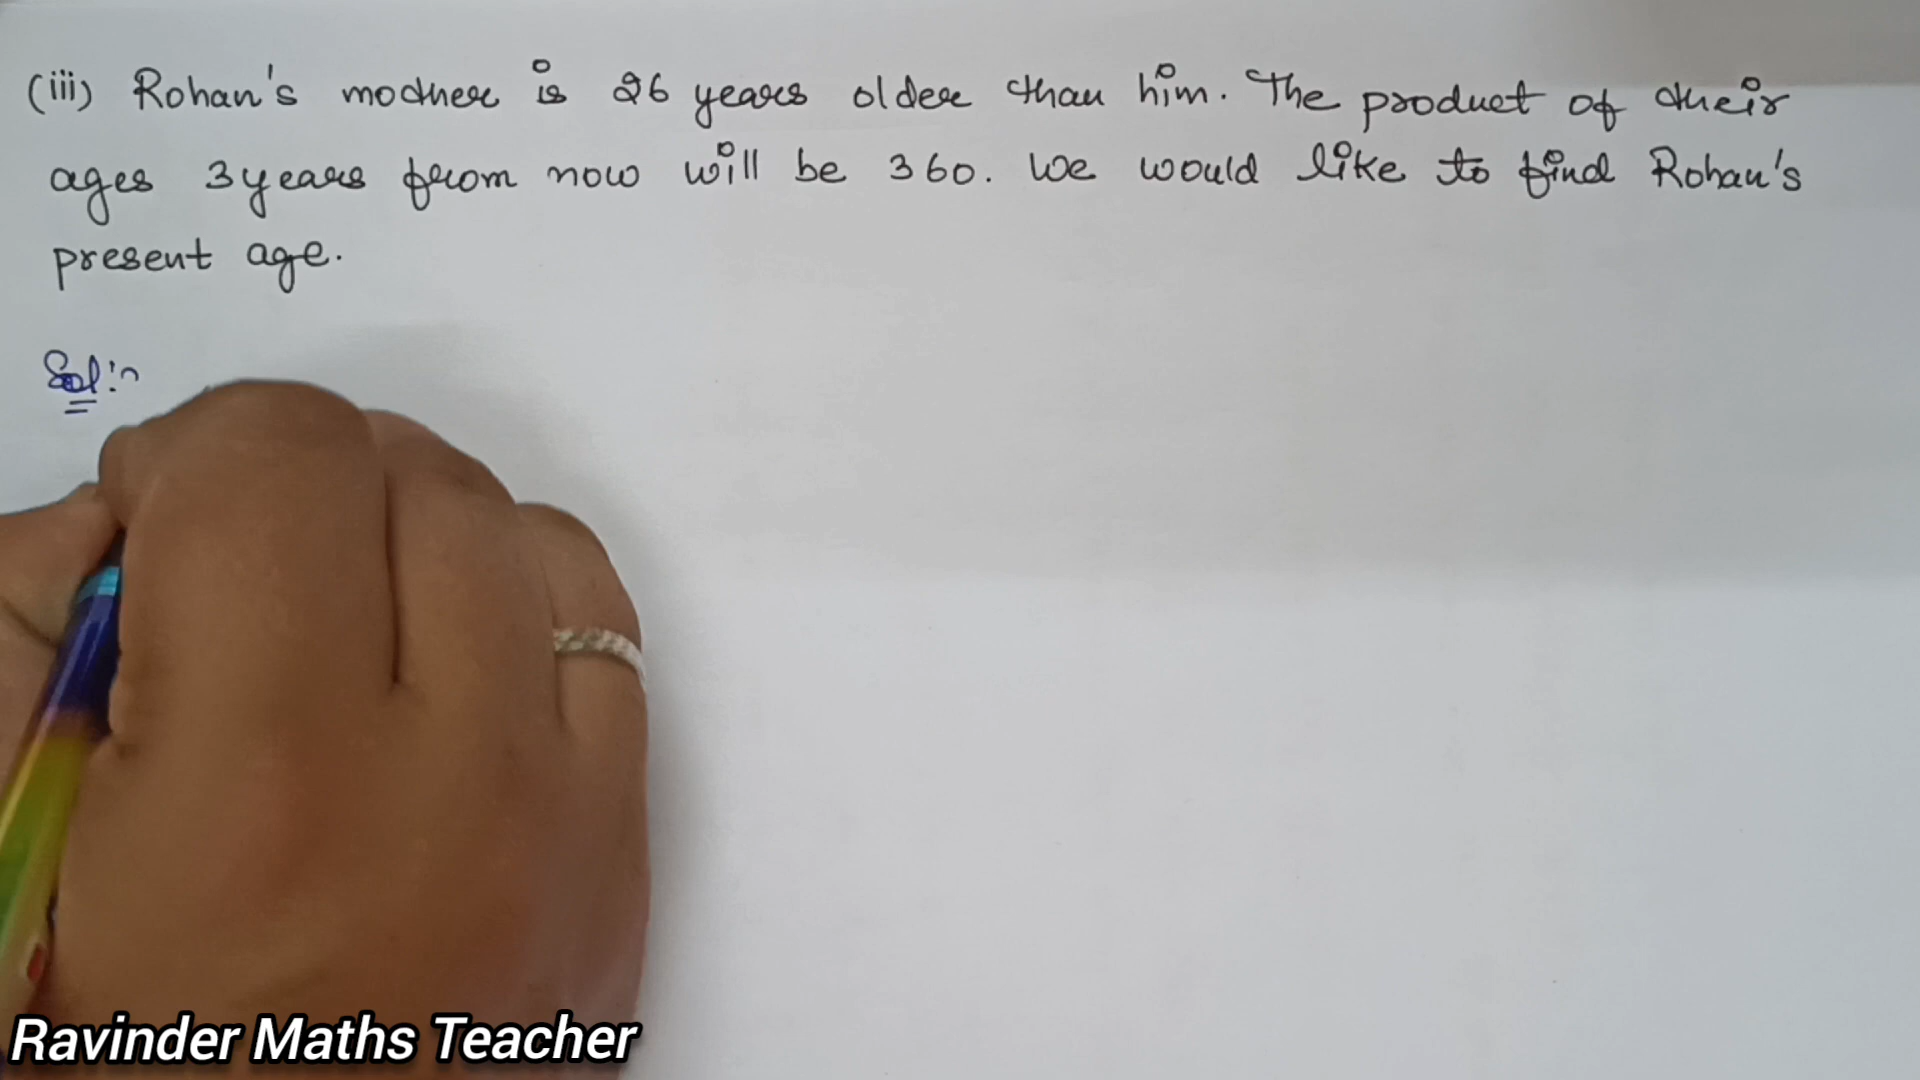 (iii) Rohan's mother is 26 years older than him. The product of their
ages 3 years from now will be 360. We would like to find Rohan's
present age.
Sol:n
Ravinder Maths Teacher